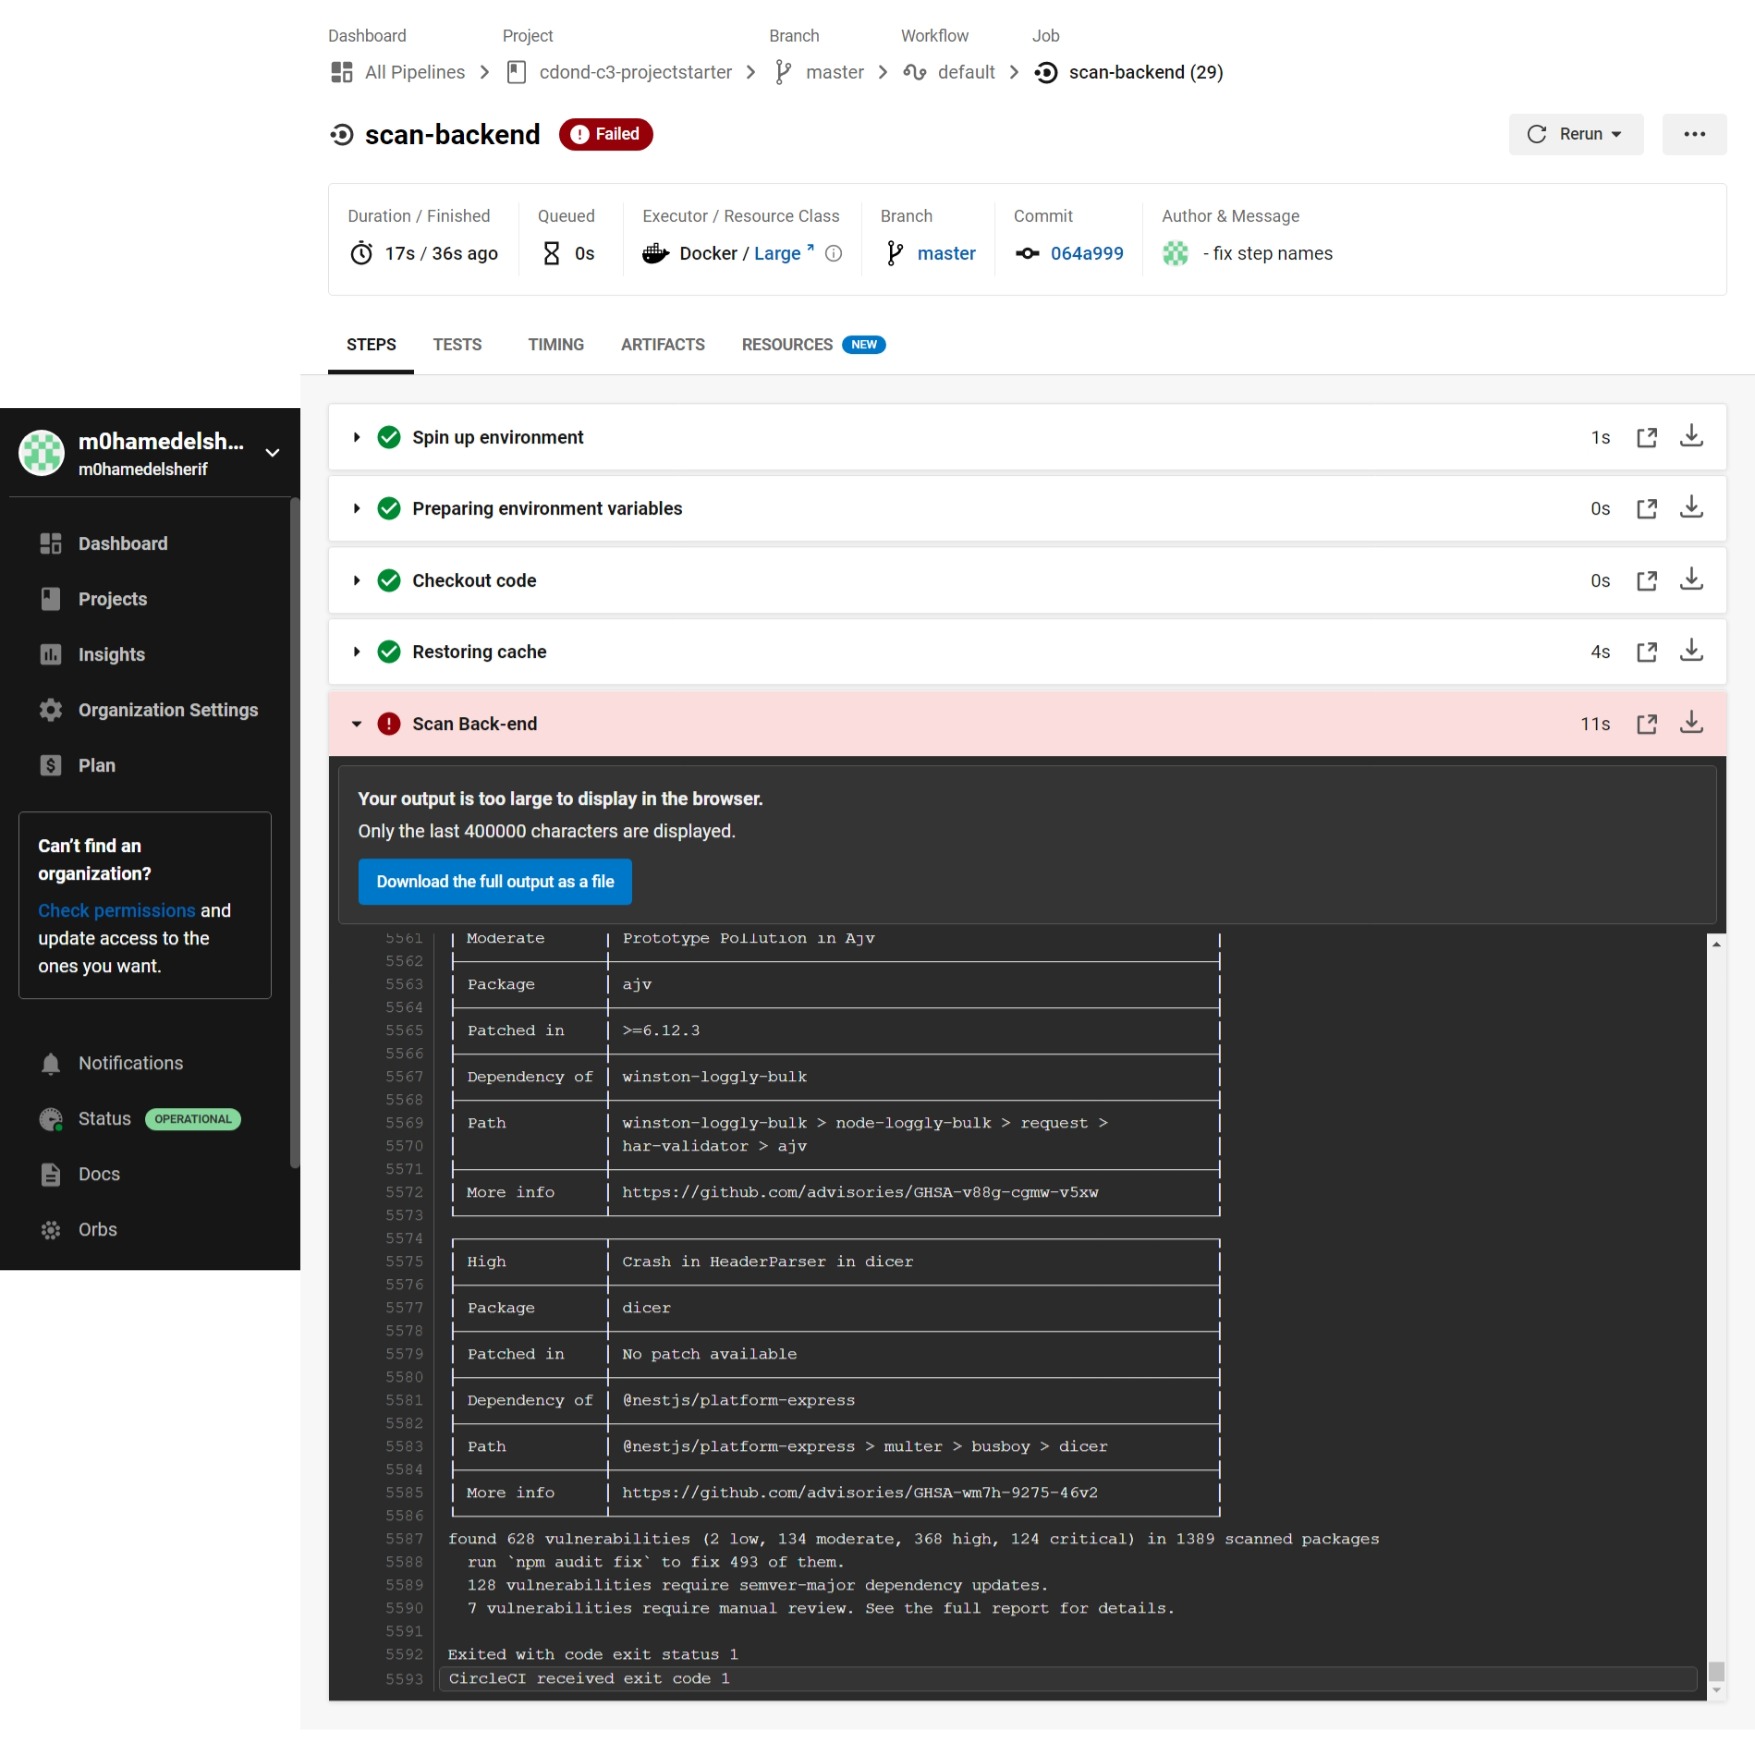 Dashboard Project Branch Workflow Job
All Pipelines cdond-c3-projectstarter master default scan-backend (29)
scan-backend Failed Rerun
Duration / Finished Queued Executor / Resource Class Branch Commit Author & Message
17s / 36s ago 0s Docker / Large master 064a999 - fix step names
STEPS TESTS TIMING ARTIFACTS RESOURCES NEW
m0hamedelsh...
m0hamedelsherif
Dashboard
Projects
Insights
Organization Settings
Plan
Can't find an
organization?
Check permissions and
update access to the
ones you want.
Notifications
Status OPERATIONAL
Docs
Orbs
Spin up environment 1s
Preparing environment variables 0s
Checkout code 0s
Restoring cache 4s
Scan Back-end 11s
Your output is too large to display in the browser.
Only the last 400000 characters are displayed.
Download the full output as a file
5561 Moderate Prototype Pollution in Ajv
5562
5563 Package ajv
5564
5565 Patched in >=6.12.3
5566
5567 Dependency of winston-loggly-bulk
5568
5569 Path winston-loggly-bulk > node-loggly-bulk > request >
5570 har-validator > ajv
5571
5572 More info https://github.com/advisories/GHSA-v88g-cgmw-v5xw
5573
5574
5575 High Crash in HeaderParser in dicer
5576
5577 Package dicer
5578
5579 Patched in No patch available
5580
5581 Dependency of @nestjs/platform-express
5582
5583 Path @nestjs/platform-express > multer > busboy > dicer
5584
5585 More info https://github.com/advisories/GHSA-wm7h-9275-46v2
5586
5587 found 628 vulnerabilities (2 low, 134 moderate, 368 high, 124 critical) in 1389 scanned packages
5588 run `npm audit fix` to fix 493 of them.
5589 128 vulnerabilities require semver-major dependency updates.
5590 7 vulnerabilities require manual review. See the full report for details.
5591
5592 Exited with code exit status 1
5593 CircleCI received exit code 1